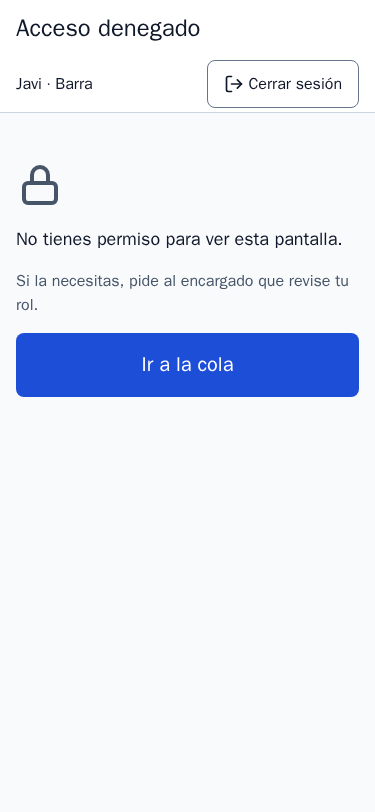 Acceso denegado
Javi · Barra
Cerrar sesión
No tienes permiso para ver esta pantalla.
Si la necesitas, pide al encargado que revise tu
rol.
Ir a la cola